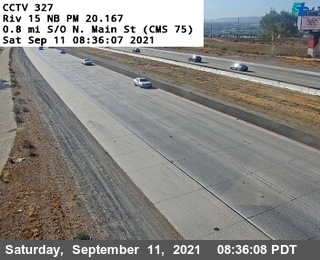 CCTV 327
Riv 15 NB PM 20.167
0.8 mi S/O N. Main St (CMS 75)
Sat Sep 11 08:36:07 2021
Saturday, September 11, 2021 08:36:08 PDT